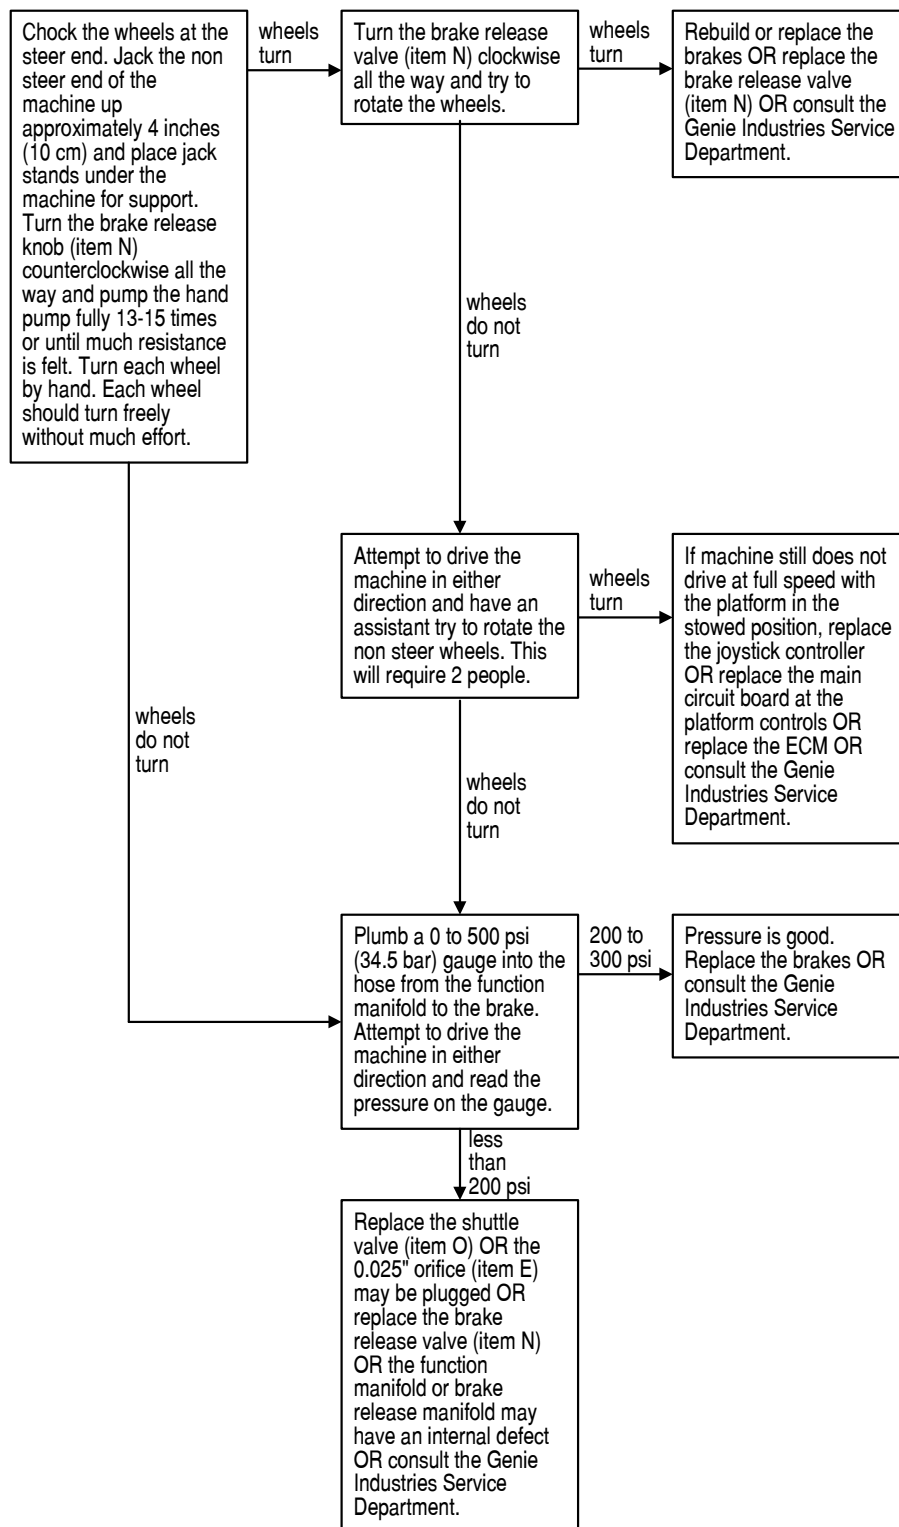 Chock the wheels at the
steer end. Jack the non
steer end of the
machine up
approximately 4 inches
(10 cm) and place jack
stands under the
machine for support.
Turn the brake release
knob (item N)
counterclockwise all the
way and pump the hand
pump fully 13-15 times
or until much resistance
is felt. Turn each wheel
by hand. Each wheel
should turn freely
without much effort.
wheels
turn
Turn the brake release
valve (item N) clockwise
all the way and try to
rotate the wheels.
wheels
turn
Rebuild or replace the
brakes OR replace the
brake release valve
(item N) OR consult the
Genie Industries Service
Department.
wheels
do not
turn
Attempt to drive the
machine in either
direction and have an
assistant try to rotate the
non steer wheels. This
will require 2 people.
wheels
turn
If machine still does not
drive at full speed with
the platform in the
stowed position, replace
the joystick controller
OR replace the main
circuit board at the
platform controls OR
replace the ECM OR
consult the Genie
Industries Service
Department.
wheels
do not
turn
wheels
do not
turn
Plumb a 0 to 500 psi
(34.5 bar) gauge into the
hose from the function
manifold to the brake.
Attempt to drive the
machine in either
direction and read the
pressure on the gauge.
200 to
300 psi
Pressure is good.
Replace the brakes OR
consult the Genie
Industries Service
Department.
less
than
200 psi
Replace the shuttle
valve (item O) OR the
0.025" orifice (item E)
may be plugged OR
replace the brake
release valve (item N)
OR the function
manifold or brake
release manifold may
have an internal defect
OR consult the Genie
Industries Service
Department.